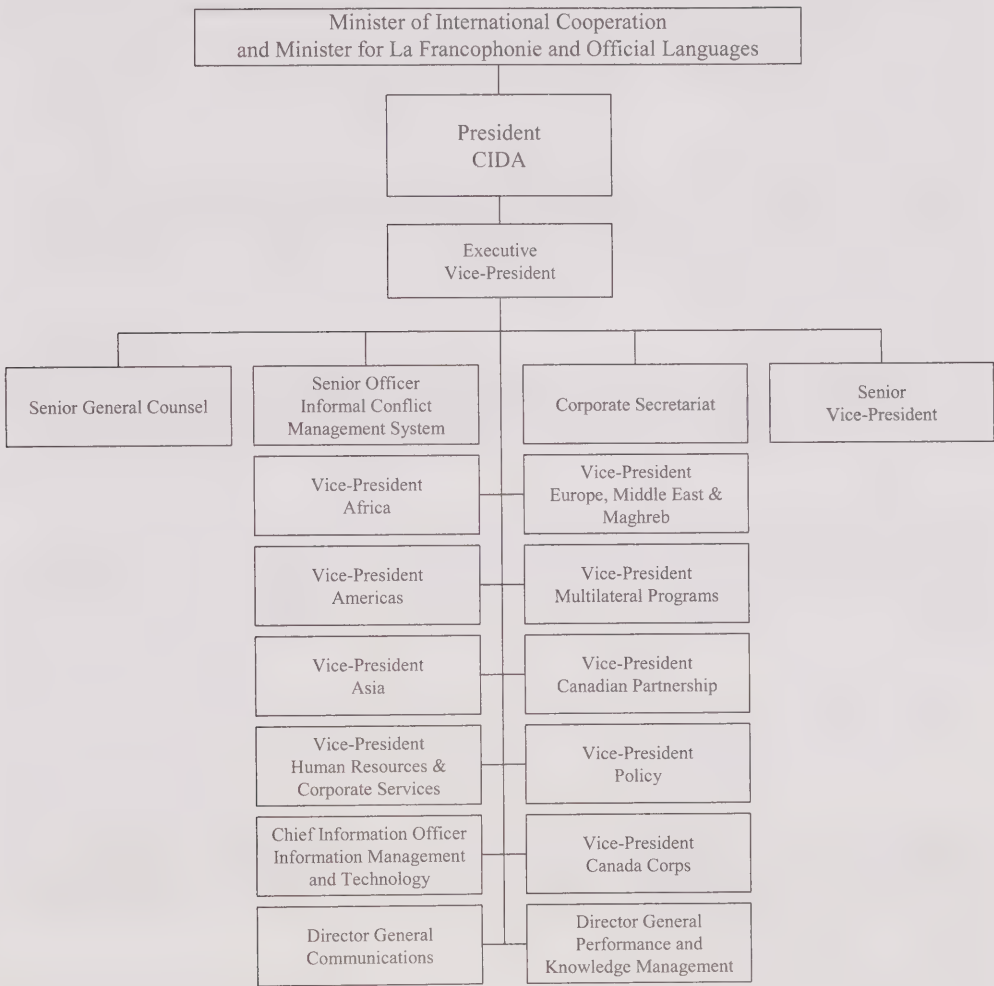 Minister of International Cooperation
and Minister for La Francophonie and Official Languages
President
CIDA
Executive
Vice-President
Senior General Counsel
Senior Officer
Informal Conflict
Management System
Corporate Secretariat
Senior
Vice-President
Vice-President
Africa
Vice-President
Europe, Middle East &
Maghreb
Vice-President
Americas
Vice-President
Multilateral Programs
Vice-President
Asia
Vice-President
Canadian Partnership
Vice-President
Human Resources &
Corporate Services
Vice-President
Policy
Chief Information Officer
Information Management
and Technology
Vice-President
Canada Corps
Director General
Communications
Director General
Performance and
Knowledge Management